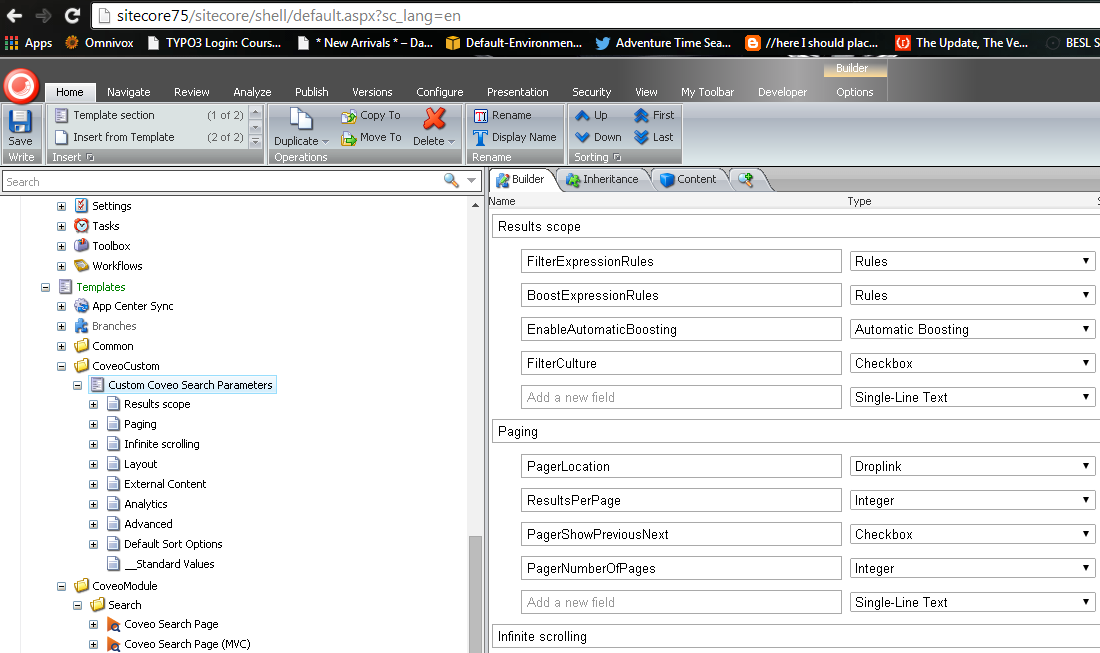 sitecore75/sitecore/shell/default.aspx?sc_lang=en
Apps Omnivox TYPO3 Login: Cours... * New Arrivals * – Da... Default-Environmen... Adventure Time Sea... //here I should plac... The Update, The Ve... BESL S
Builder
Home Navigate Review Analyze Publish Versions Configure Presentation Security View My Toolbar Developer Options
Save
Write
Template section (1 of 2)
Insert from Template (2 of 2)
Insert
Duplicate
Copy To
Move To
Delete
Operations
Rename
Display Name
Rename
Up First
Down Last
Sorting
Search
Settings
Tasks
Toolbox
Workflows
Templates
App Center Sync
Branches
Common
CoveoCustom
Custom Coveo Search Parameters
Results scope
Paging
Infinite scrolling
Layout
External Content
Analytics
Advanced
Default Sort Options
__Standard Values
CoveoModule
Search
Coveo Search Page
Coveo Search Page (MVC)
Builder Inheritance Content
Name Type S
Results scope
FilterExpressionRules Rules
BoostExpressionRules Rules
EnableAutomaticBoosting Automatic Boosting
FilterCulture Checkbox
Add a new field Single-Line Text
Paging
PagerLocation Droplink
ResultsPerPage Integer
PagerShowPreviousNext Checkbox
PagerNumberOfPages Integer
Add a new field Single-Line Text
Infinite scrolling